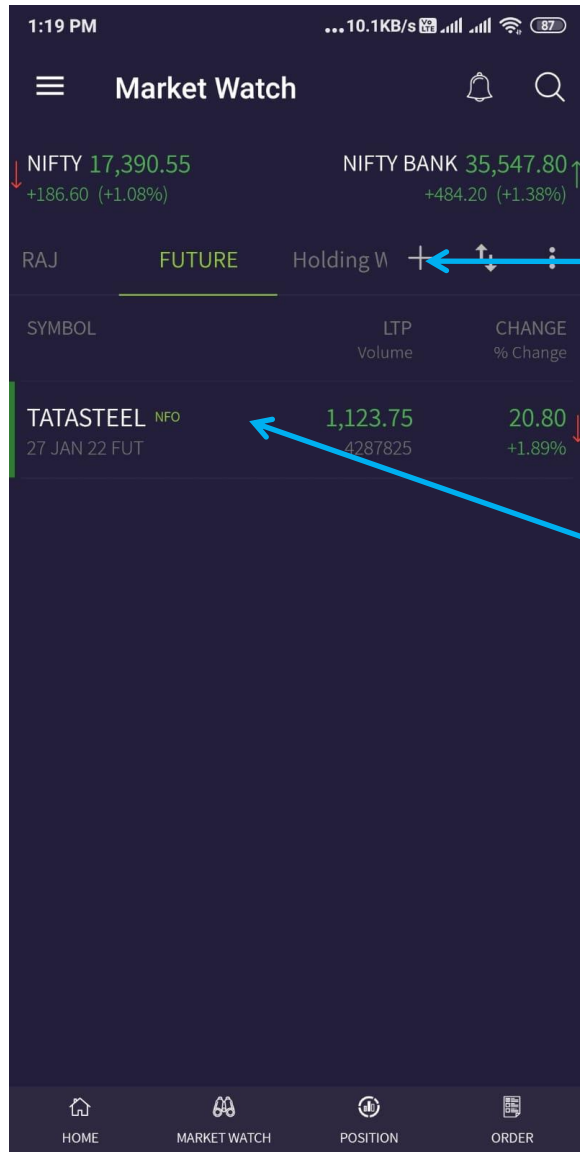 1:19 PM ...10.1KB/s Vo LTE 87
Market Watch
NIFTY 17,390.55 NIFTY BANK 35,547.80
+186.60 (+1.08%) +484.20 (+1.38%)
RAJ FUTURE Holding W
SYMBOL LTP CHANGE
Volume % Change
TATASTEEL NFO 1,123.75 20.80
27 JAN 22 FUT 4287825 +1.89%
HOME MARKET WATCH POSITION ORDER